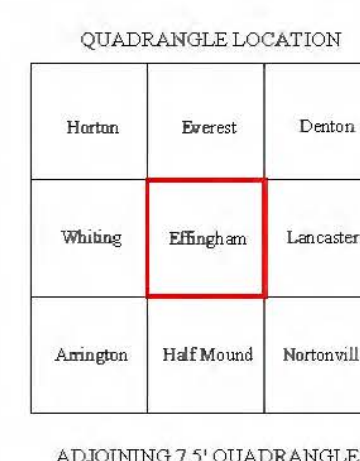 QUADRANGLE LOCATION
Horton Everest Denton
Whiting Effingham Lancaster
Arrington Half Mound Nortonvill
ADJOINING 7.5' QUADRANGLE